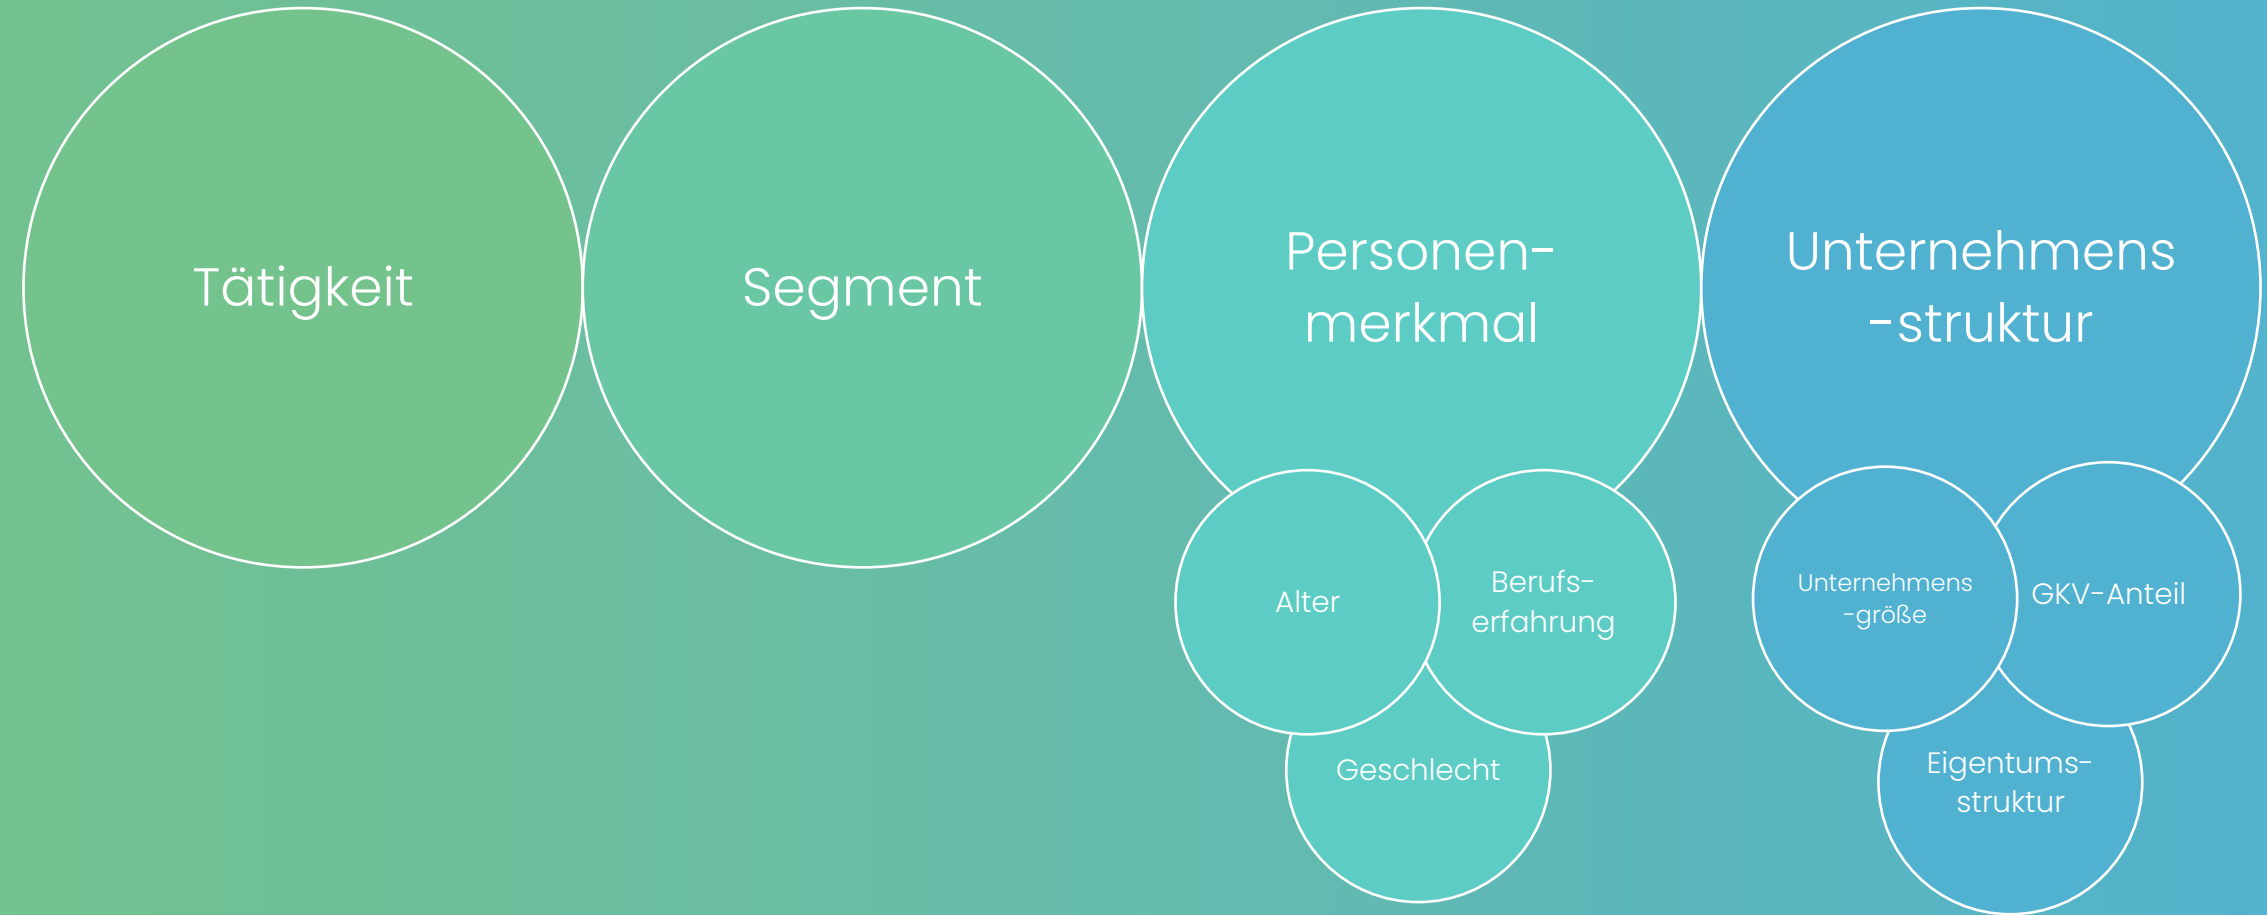 Tätigkeit
Segment
Personen-
merkmal
Unternehmens
-struktur
Alter
Berufs-
erfahrung
Geschlecht
Unternehmens
-größe
GKV-Anteil
Eigentums-
struktur